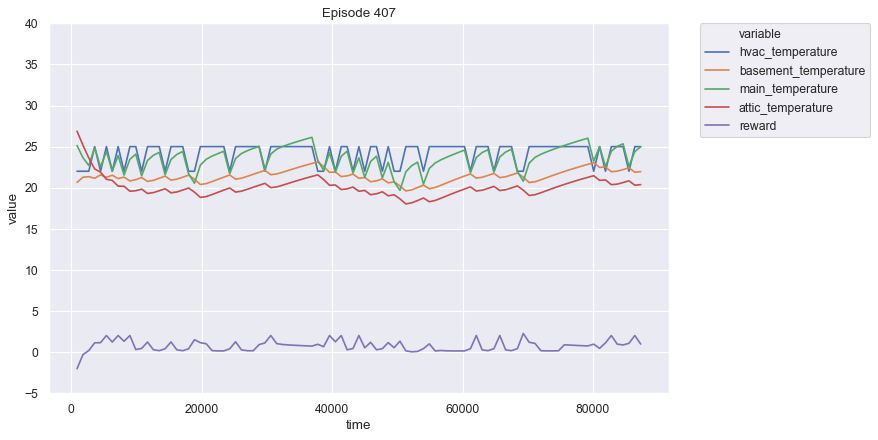 Episode 407
variable
hvac_temperature
basement_temperature
main_temperature
attic_temperature
reward
value
40
35
30
25
20
15
10
5
0
−5
0 20000 40000 60000 80000
time